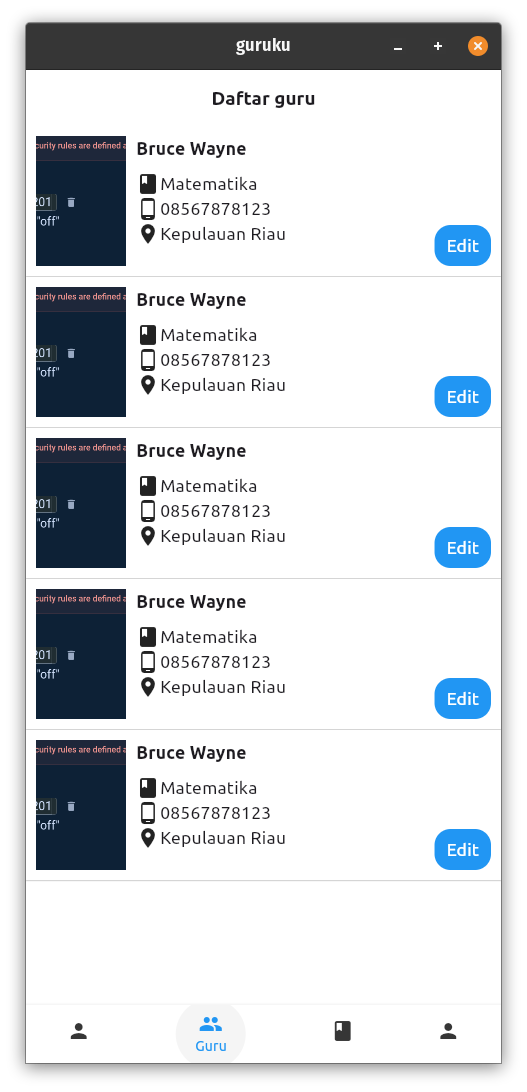 guruku
Daftar guru
curity rules are defined a
201
"off"
Bruce Wayne
Matematika
08567878123
Kepulauan Riau
Edit
curity rules are defined a
201
"off"
Bruce Wayne
Matematika
08567878123
Kepulauan Riau
Edit
curity rules are defined a
201
"off"
Bruce Wayne
Matematika
08567878123
Kepulauan Riau
Edit
curity rules are defined a
201
"off"
Bruce Wayne
Matematika
08567878123
Kepulauan Riau
Edit
curity rules are defined a
201
"off"
Bruce Wayne
Matematika
08567878123
Kepulauan Riau
Edit
Guru